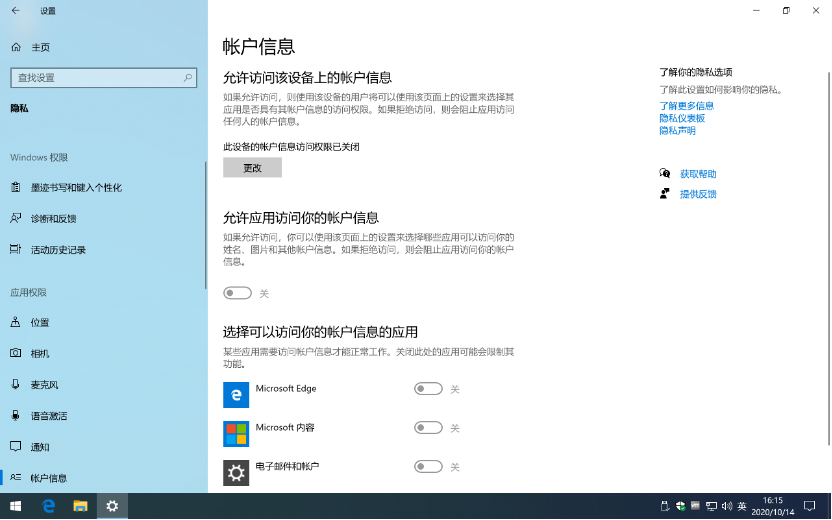 设置
主页
查找设置
隐私
Windows 权限
墨迹书写和键入个性化
诊断和反馈
活动历史记录
应用权限
位置
相机
麦克风
语音激活
通知
帐户信息
帐户信息
允许访问该设备上的帐户信息
如果允许访问，则使用该设备的用户将可以使用该页面上的设置来选择其
应用是否具有其帐户信息的访问权限。如果拒绝访问，则会阻止应用访问
任何人的帐户信息。
此设备的帐户信息访问权限已关闭
更改
允许应用访问你的帐户信息
如果允许访问，你可以使用该页面上的设置来选择哪些应用可以访问你的
姓名、图片和其他帐户信息。如果拒绝访问，则会阻止应用访问你的帐户
信息。
关
选择可以访问你的帐户信息的应用
某些应用需要访问帐户信息才能正常工作。关闭此处的应用可能会限制其
功能。
Microsoft Edge 关
Microsoft 内容 关
电子邮件和帐户 关
了解你的隐私选项
了解此设置如何影响你的隐私。
了解更多信息
隐私仪表板
隐私声明
获取帮助
提供反馈
英
16:15
2020/10/14